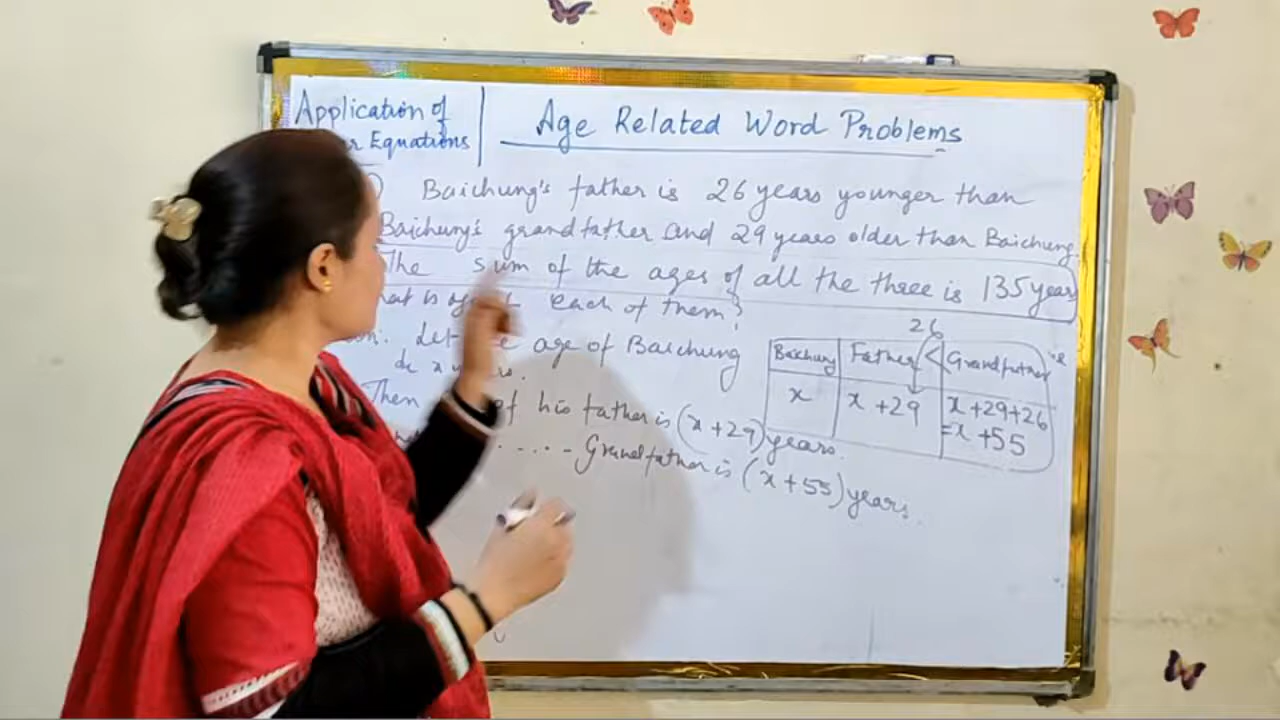 Application of
Equations
Age Related Word Problems
Baichung's father is 26 years younger than
Baichung's grandfather and 29 years older than Baichung.
The sum of the ages of all the three is 135 years
each of them?
Let age of Baichung
be x
Then his father is (x+29) years.
..... Grandfather is (x+55) years.
26
Baichung Father < Grandfather
x x+29 x+29+26
=x+55